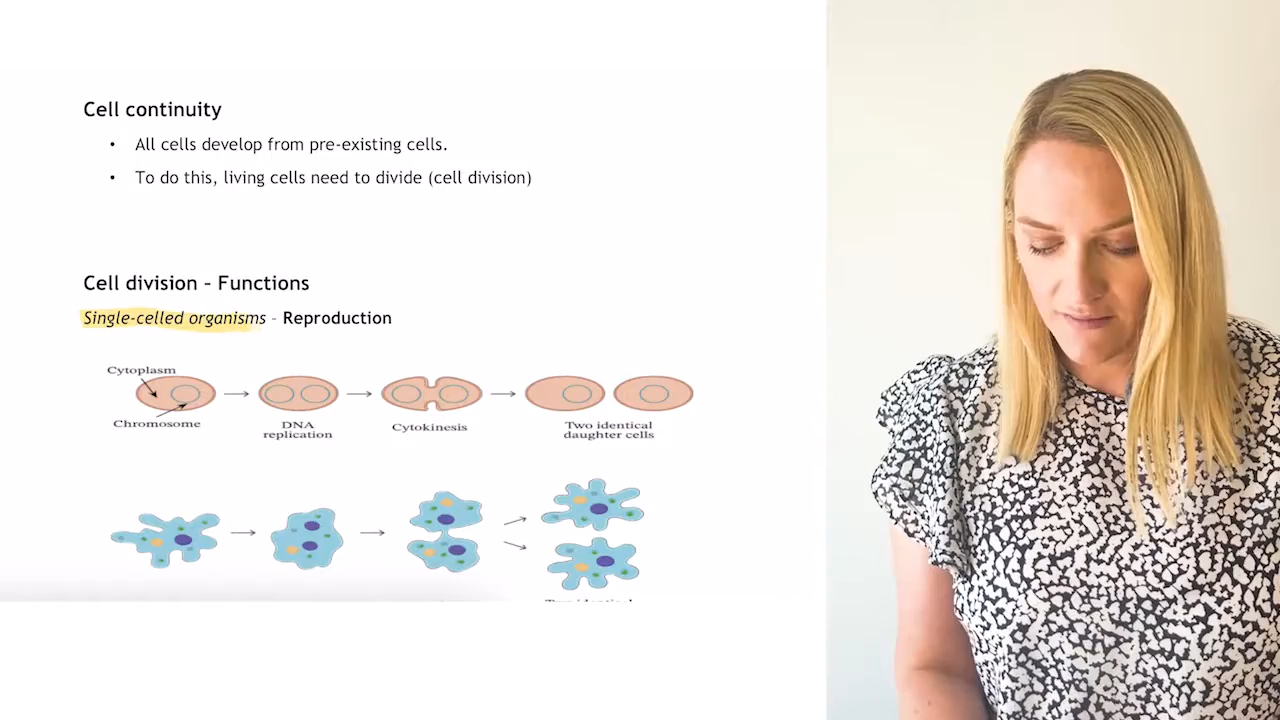 Cell continuity
• All cells develop from pre-existing cells.
• To do this, living cells need to divide (cell division)
Cell division – Functions
Single-celled organisms - Reproduction
Cytoplasm
Chromosome
DNA
replication
Cytokinesis
Two identical
daughter cells